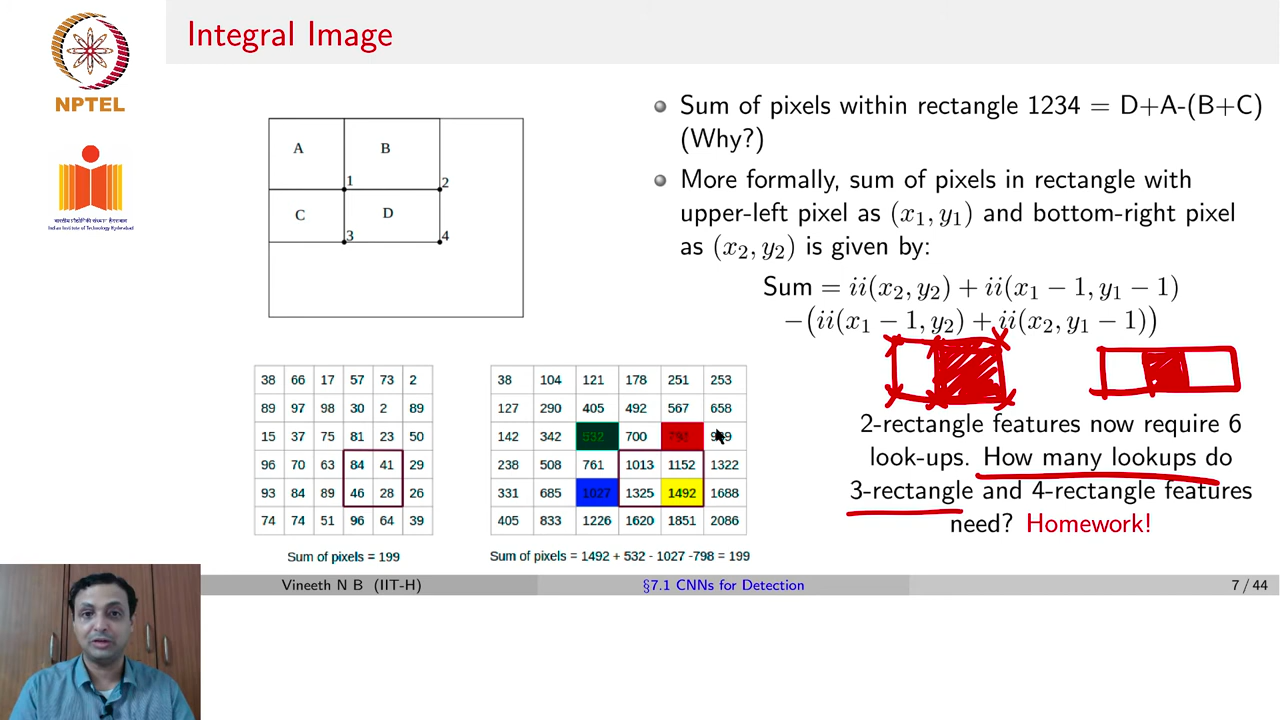 Integral Image
NPTEL
भारतीय प्रौद्योगिकी संस्थान हैदराबाद
Indian Institute of Technology Hyderabad
A B
1 2
C D
3 4
Sum of pixels within rectangle 1234 = D+A-(B+C)
(Why?)
More formally, sum of pixels in rectangle with
upper-left pixel as (x₁, y₁) and bottom-right pixel
as (x₂, y₂) is given by:
Sum = ii(x₂, y₂) + ii(x₁ − 1, y₁ − 1)
−(ii(x₁ − 1, y₂) + ii(x₂, y₁ − 1))
38 66 17 57 73 2
89 97 98 30 2 89
15 37 75 81 23 50
96 70 63 84 41 29
93 84 89 46 28 26
74 74 51 96 64 39
Sum of pixels = 199
38 104 121 178 251 253
127 290 405 492 567 658
142 342 532 700
238 508 761 1013 1152 1322
331 685 1027 1325 1492 1688
405 833 1226 1620 1851 2086
Sum of pixels = 1492 + 532 - 1027 -798 = 199
2-rectangle features now require 6
look-ups. How many lookups do
3-rectangle and 4-rectangle features
need? Homework!
Vineeth N B (IIT-H)
§7.1 CNNs for Detection
7 / 44